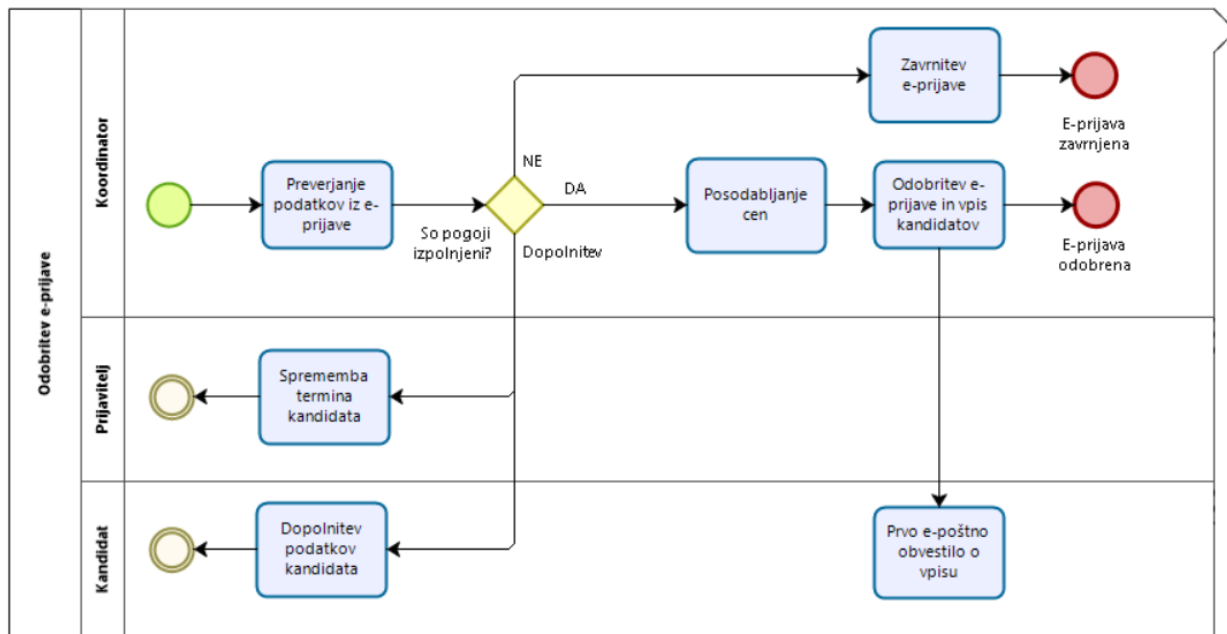 Odobritev e-prijave
Koordinator
Zavrnitev
e-prijave
E-prijava
zavrnjena
Preverjanje
podatkov iz e-
prijave
So pogoji
izpolnjeni?
NE
DA
Dopolnitev
Posodabljanje
cen
Odobritev e-
prijave in vpis
kandidatov
E-prijava
odobrena
Prijavitelj
Sprememba
termina
kandidata
Kandidat
Dopolnitev
podatkov
kandidata
Prvo e-poštno
obvestilo o
vpisu